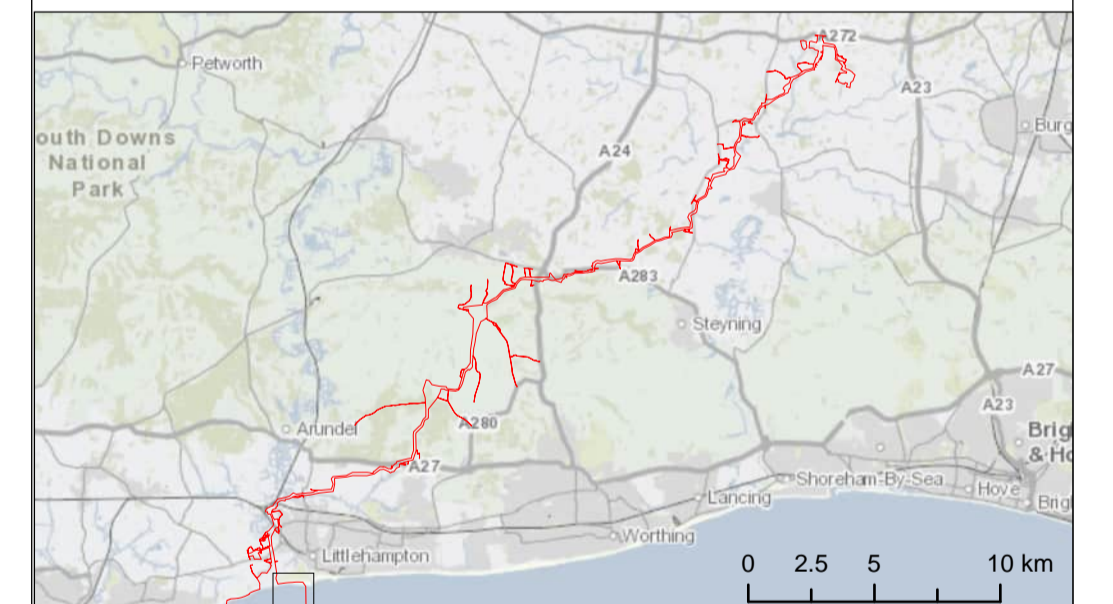 A272
Petworth
A23
Burg
outh Downs
National
Park
A24
A283
Steyning
A27
A23
Arundel
A280
Brig
& Ho
A27
Shoreham-By-Sea
Hove
Lancing
Brig
Worthing
Littlehampton
0 2.5 5 10 km